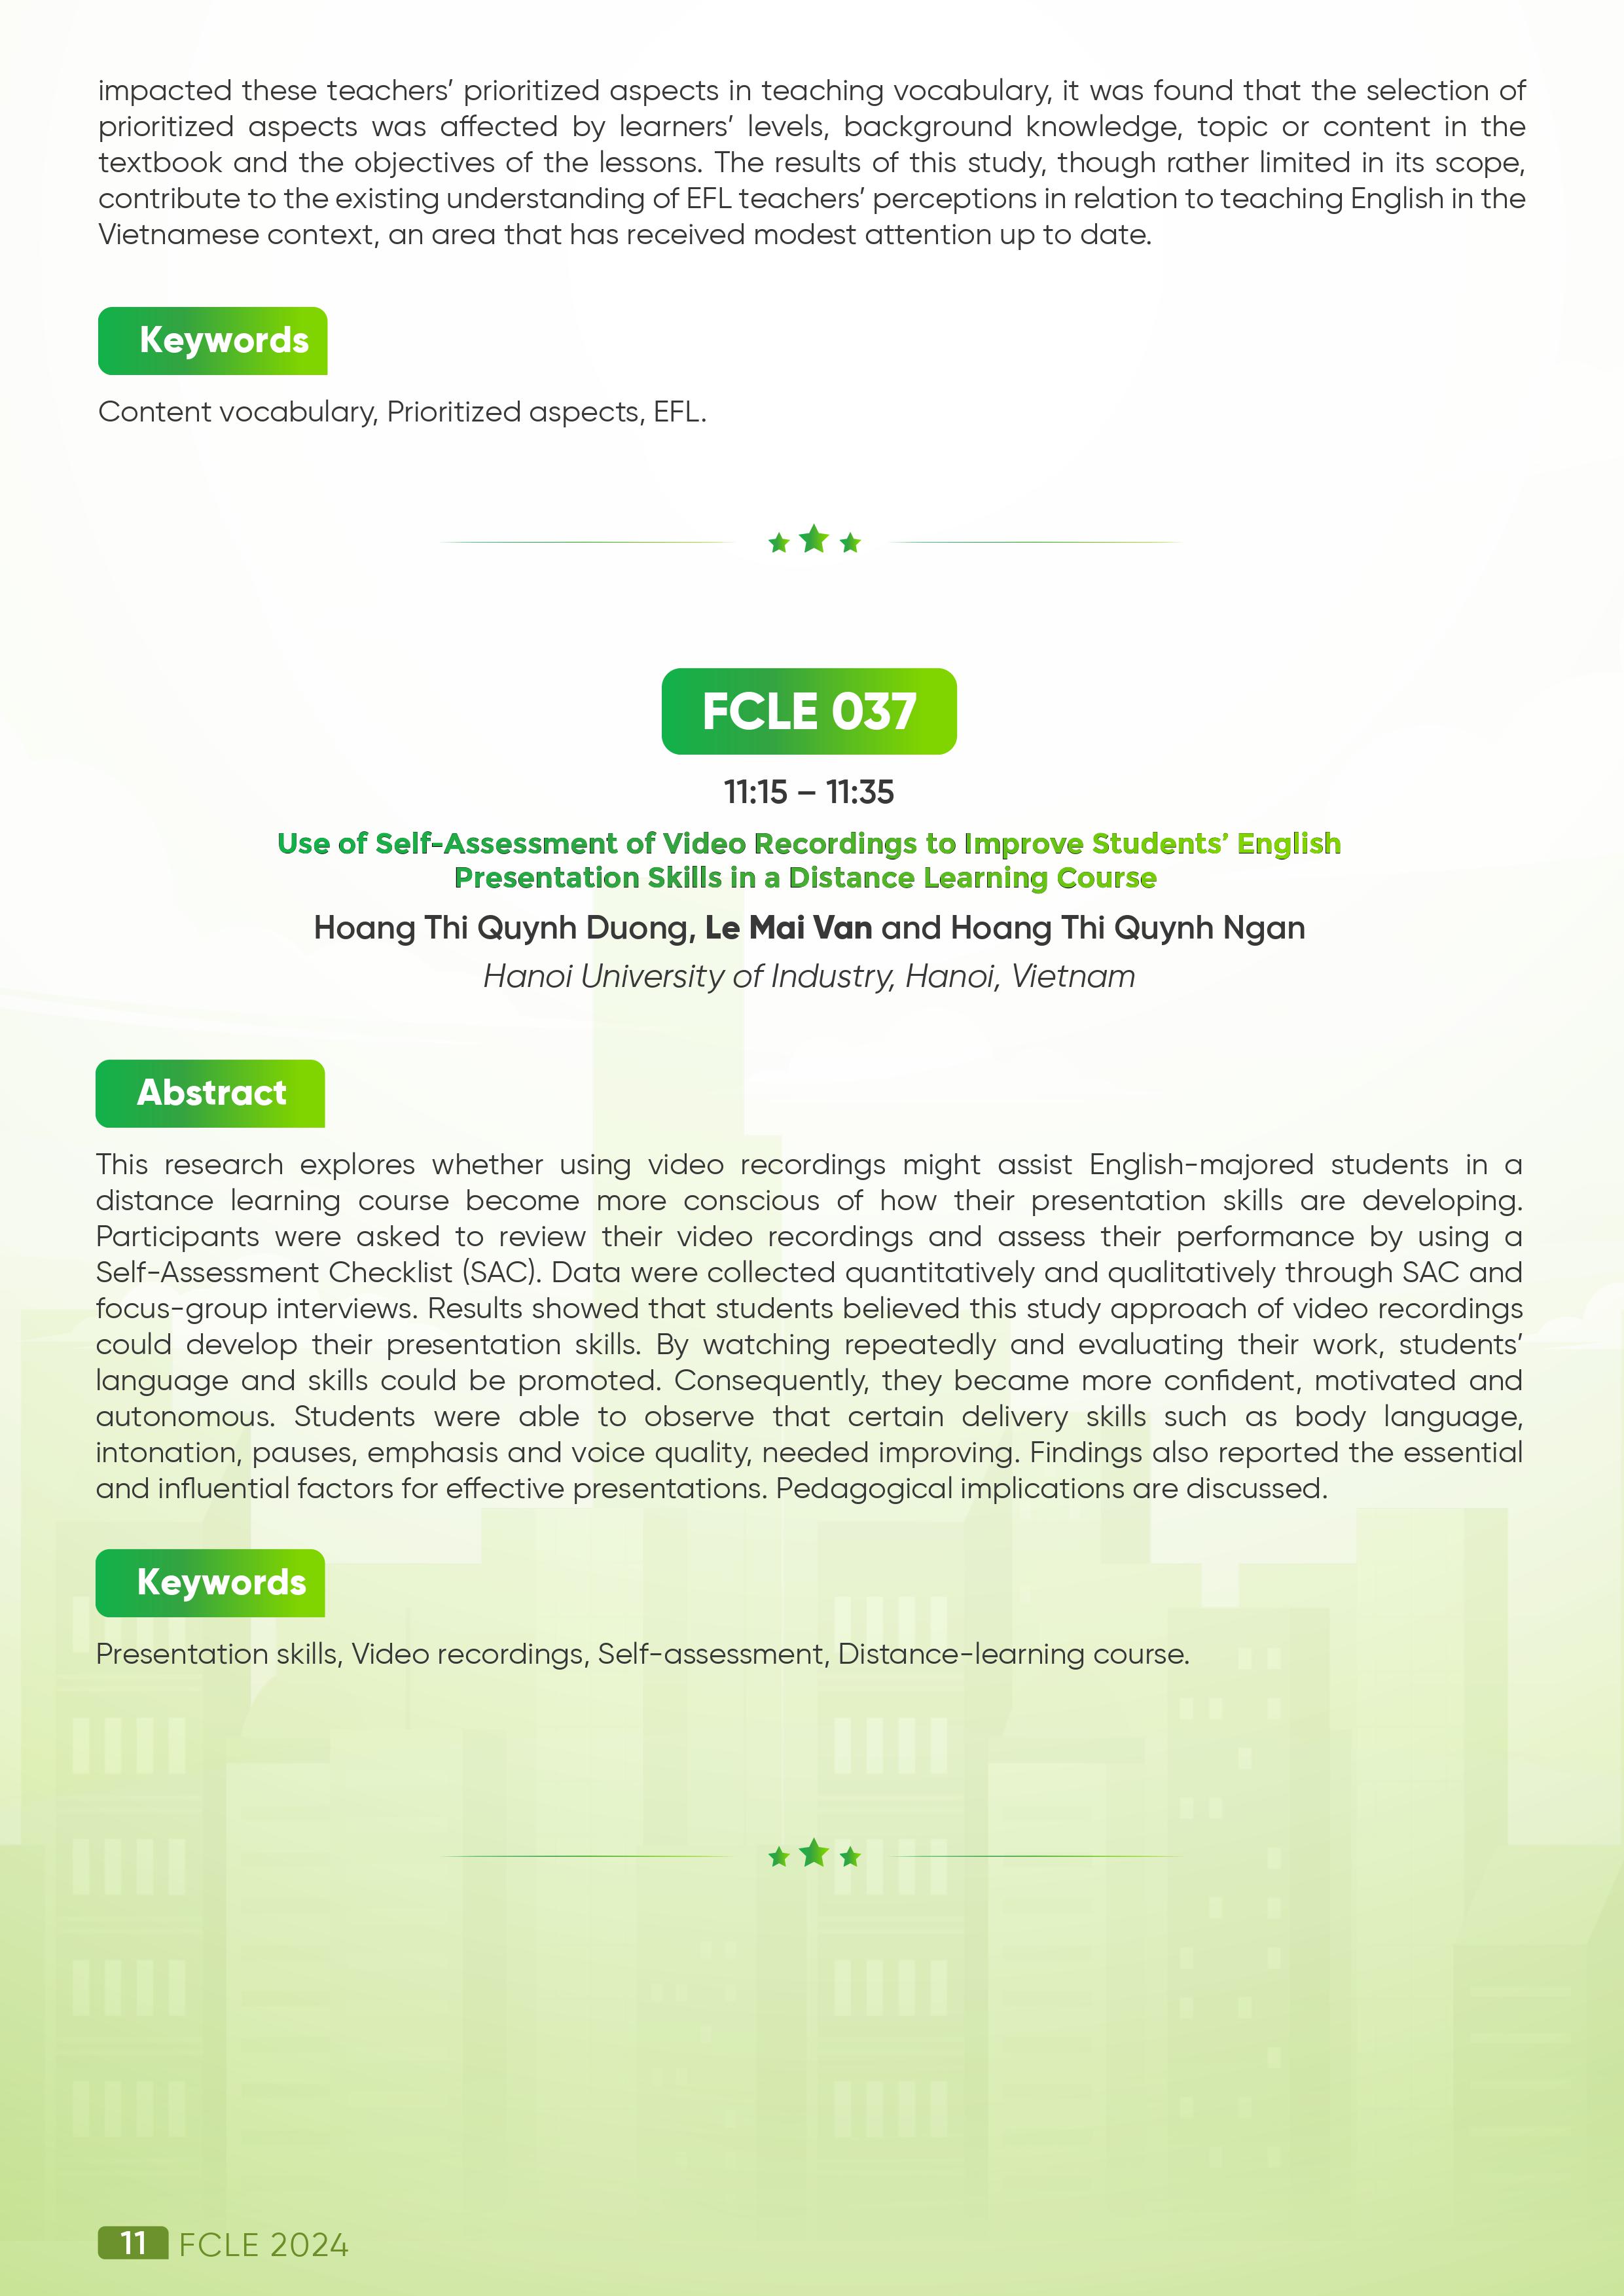 impacted these teachers’ prioritized aspects in teaching vocabulary, it was found that the selection of
prioritized aspects was affected by learners’ levels, background knowledge, topic or content in the
textbook and the objectives of the lessons. The results of this study, though rather limited in its scope,
contribute to the existing understanding of EFL teachers’ perceptions in relation to teaching English in the
Vietnamese context, an area that has received modest attention up to date.
Keywords
Content vocabulary, Prioritized aspects, EFL.
FCLE 037
11:15 – 11:35
Use of Self-Assessment of Video Recordings to Improve Students’ English
Presentation Skills in a Distance Learning Course
Hoang Thi Quynh Duong, Le Mai Van and Hoang Thi Quynh Ngan
Hanoi University of Industry, Hanoi, Vietnam
Abstract
This research explores whether using video recordings might assist English-majored students in a
distance learning course become more conscious of how their presentation skills are developing.
Participants were asked to review their video recordings and assess their performance by using a
Self-Assessment Checklist (SAC). Data were collected quantitatively and qualitatively through SAC and
focus-group interviews. Results showed that students believed this study approach of video recordings
could develop their presentation skills. By watching repeatedly and evaluating their work, students’
language and skills could be promoted. Consequently, they became more confident, motivated and
autonomous. Students were able to observe that certain delivery skills such as body language,
intonation, pauses, emphasis and voice quality, needed improving. Findings also reported the essential
and influential factors for effective presentations. Pedagogical implications are discussed.
Keywords
Presentation skills, Video recordings, Self-assessment, Distance-learning course.
11 FCLE 2024